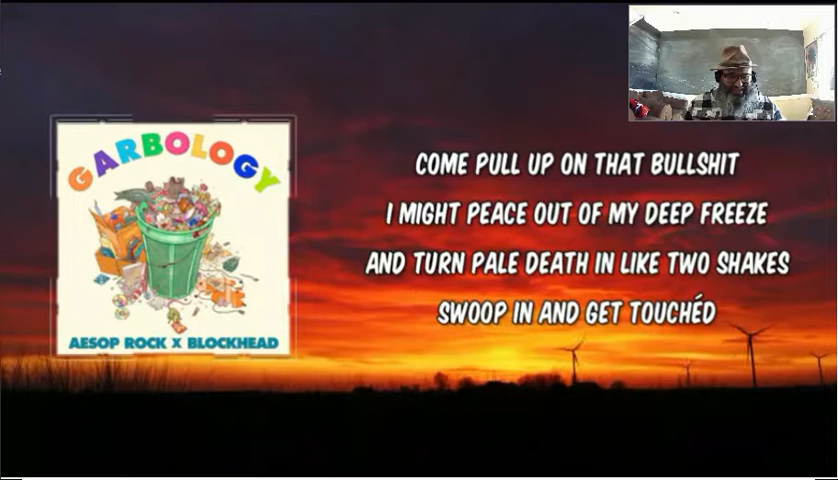 GARBOLOGY
AESOP ROCK X BLOCKHEAD
COME PULL UP ON THAT BULLSHIT
I MIGHT PEACE OUT OF MY DEEP FREEZE
AND TURN PALE DEATH IN LIKE TWO SHAKES
SWOOP IN AND GET TOUCHÉD